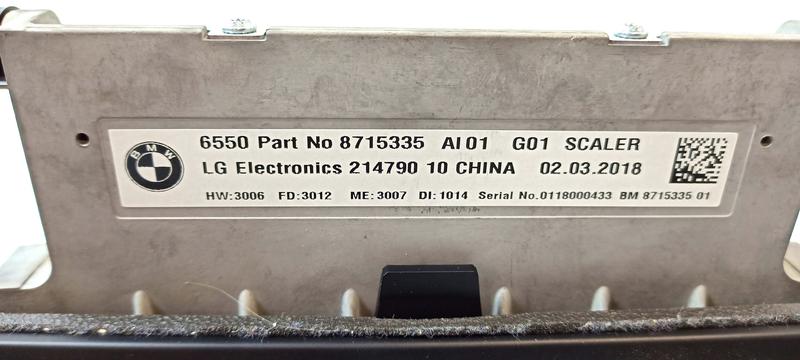 BMW
6550 Part No 8715335 AI 01 G01 SCALER
LG Electronics 214790 10 CHINA 02.03.2018
HW:3006 FD:3012 ME:3007 DI:1014 Serial No.0118000433 BM 8715335 01